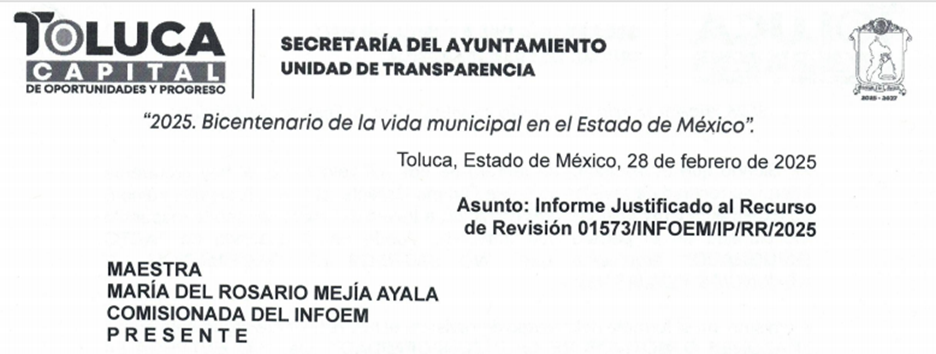 TOLUCA
CAPITAL
DE OPORTUNIDADES Y PROGRESO
SECRETARÍA DEL AYUNTAMIENTO
UNIDAD DE TRANSPARENCIA
2025 - 2027
“2025. Bicentenario de la vida municipal en el Estado de México”.
Toluca, Estado de México, 28 de febrero de 2025
Asunto: Informe Justificado al Recurso
de Revisión 01573/INFOEM/IP/RR/2025
MAESTRA
MARÍA DEL ROSARIO MEJÍA AYALA
COMISIONADA DEL INFOEM
P R E S E N T E